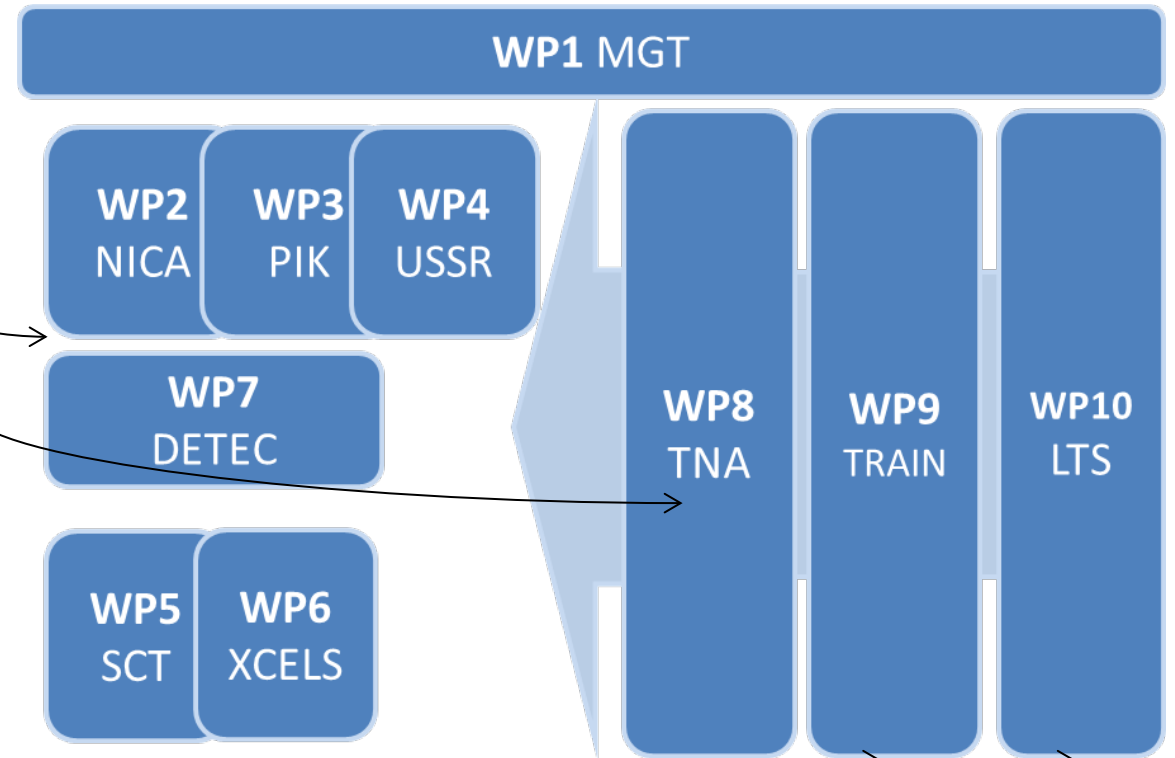 WP1 MGT
WP2
NICA
WP3
PIK
WP4
USSR
WP7
DETEC
WP5
SCT
WP6
XCELS
WP8
TNA
WP9
TRAIN
WP10
LTS